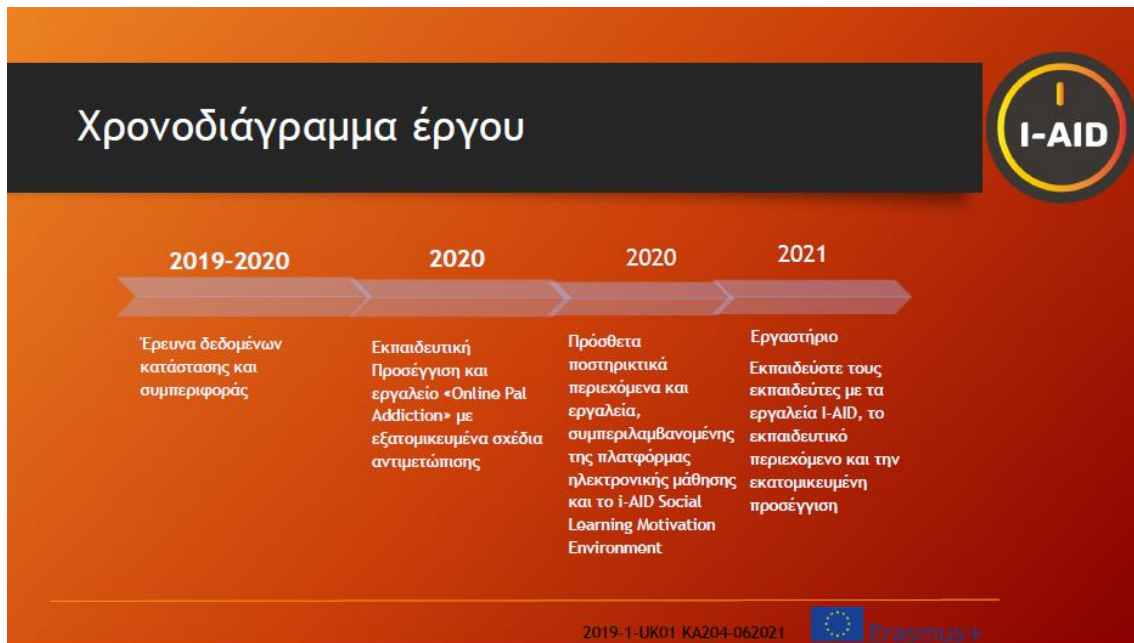 Χρονοδιάγραμμα έργου
I-AID
2019-2020
Έρευνα δεδομένων
κατάστασης και
συμπεριφοράς
2020
Εκπαιδευτική
Προσέγγιση και
εργαλείο «Online Pal
Addiction» με
εξατομικευμένα σχέδια
αντιμετώπισης
2020
Πρόσθετα
ποστηρικτικά
περιεχόμενα και
εργαλεία,
συμπεριλαμβανομένης
της πλατφόρμας
ηλεκτρονικής μάθησης
και το i-AID Social
Learning Motivation
Environment
2021
Εργαστήριο
Εκπαιδεύστε τους
εκπαιδεύτες με τα
εργαλεία I-AID, το
εκπαιδευτικό
περιεχόμενο και την
εκατομικευμένη
προσέγγιση
2019-1-UK01 KA204-062021
Erasmus+